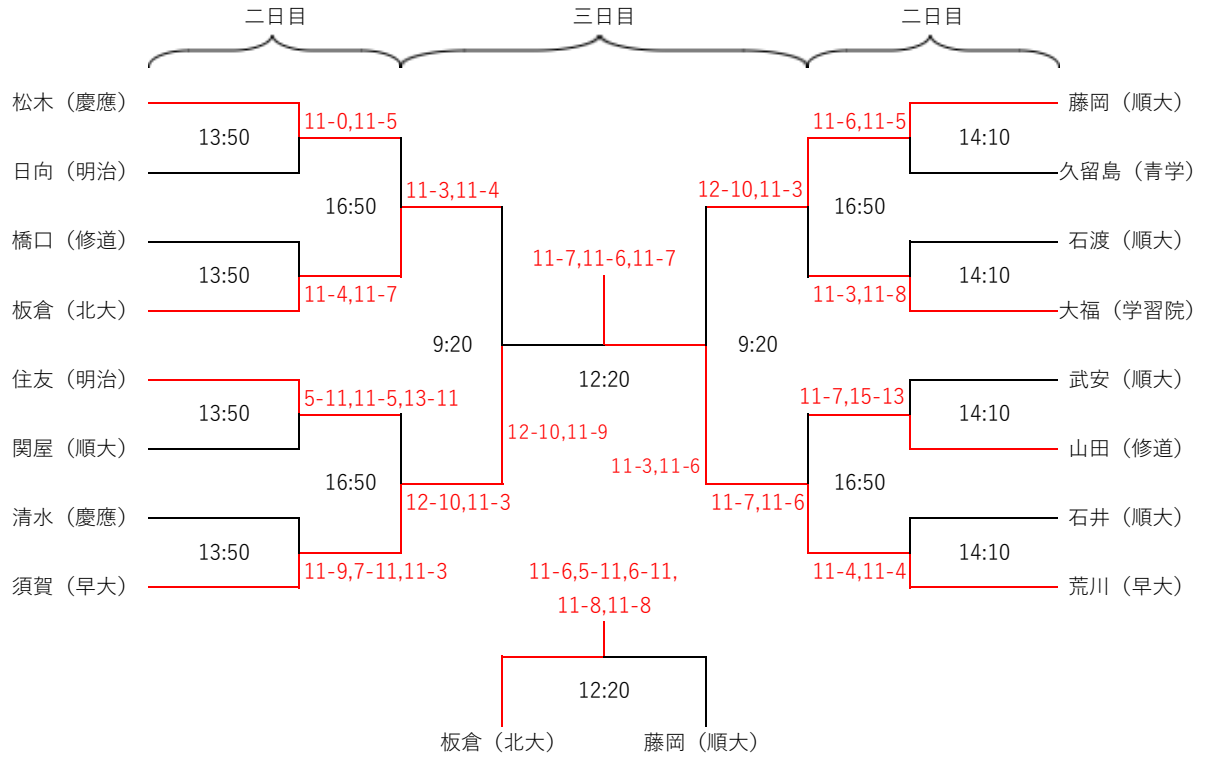 二日目 三日目 二日目
松木（慶應） 藤岡（順大）
11-0,11-5 11-6,11-5
13:50 14:10
日向（明治） 久留島（青学）
11-3,11-4 12-10,11-3
16:50 16:50
橋口（修道） 石渡（順大）
11-7,11-6,11-7
13:50 14:10
11-4,11-7 11-3,11-8
板倉（北大） 大福（学習院）
9:20 9:20
住友（明治） 12:20 武安（順大）
5-11,11-5,13-11 11-7,15-13
13:50 14:10
12-10,11-9
関屋（順大） 山田（修道）
11-3,11-6
16:50 16:50
12-10,11-3 11-7,11-6
清水（慶應） 石井（順大）
13:50 14:10
11-9,7-11,11-3 11-6,5-11,6-11, 11-4,11-4
須賀（早大） 荒川（早大）
11-8,11-8
12:20
板倉（北大） 藤岡（順大）